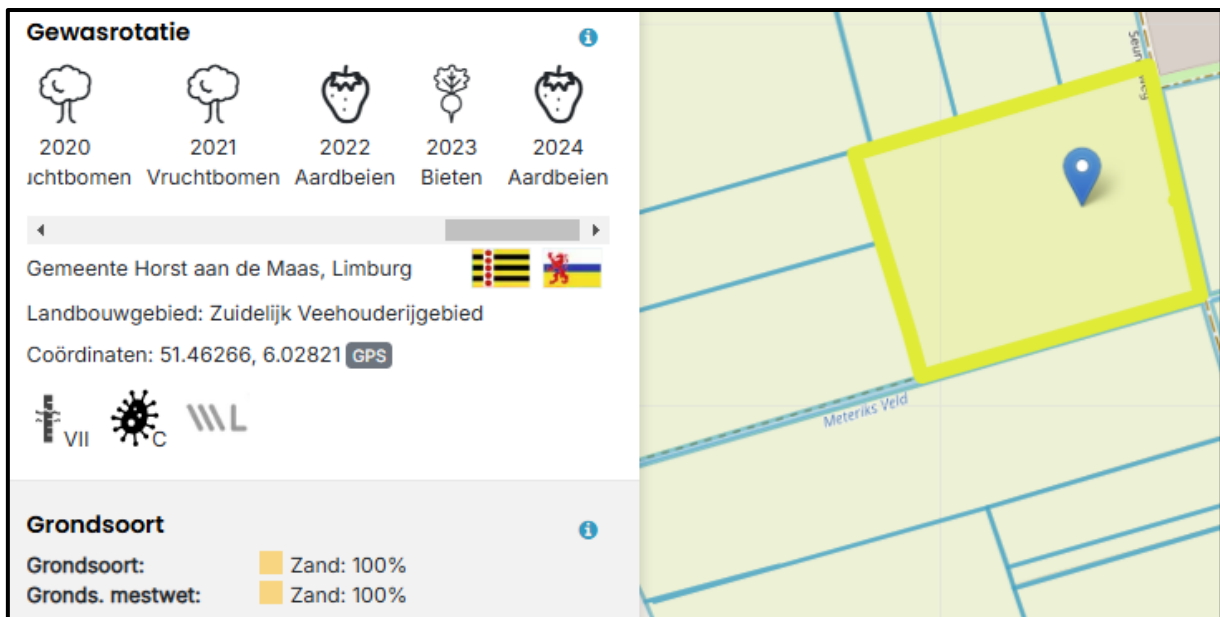 Gewasrotatie
2020 2021 2022 2023 2024
uchtbomen Vruchtbomen Aardbeien Bieten Aardbeien
Gemeente Horst aan de Maas, Limburg
Landbouwgebied: Zuidelijk Veehouderijgebied
Coördinaten: 51.46266, 6.02821 GPS
VII C L
Grondsoort
Grondsoort: Zand: 100%
Gronds. mestwet: Zand: 100%
Meteriks Veld